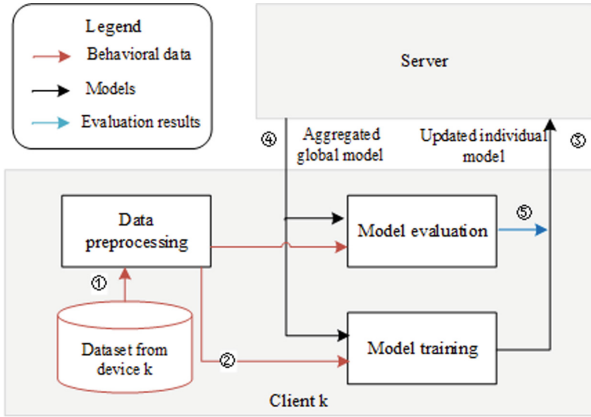 Legend
Behavioral data
Models
Evaluation results
Server
④
Aggregated
global model
Updated individual
model
③
Data
preprocessing
Model evaluation
⑤
①
Dataset from
device k
②
Model training
Client k